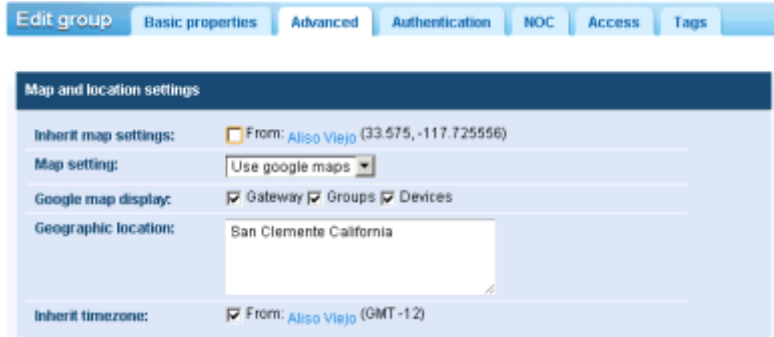 Edit group Basic properties Advanced Authentication NOC Access Tags
Map and location settings
Inherit map settings: From: Aliso Viejo (33.575, -117.725556)
Map setting: Use google maps
Google map display: Gateway Groups Devices
Geographic location: San Clemente California
Inherit timezone: From: Aliso Viejo (GMT -12)